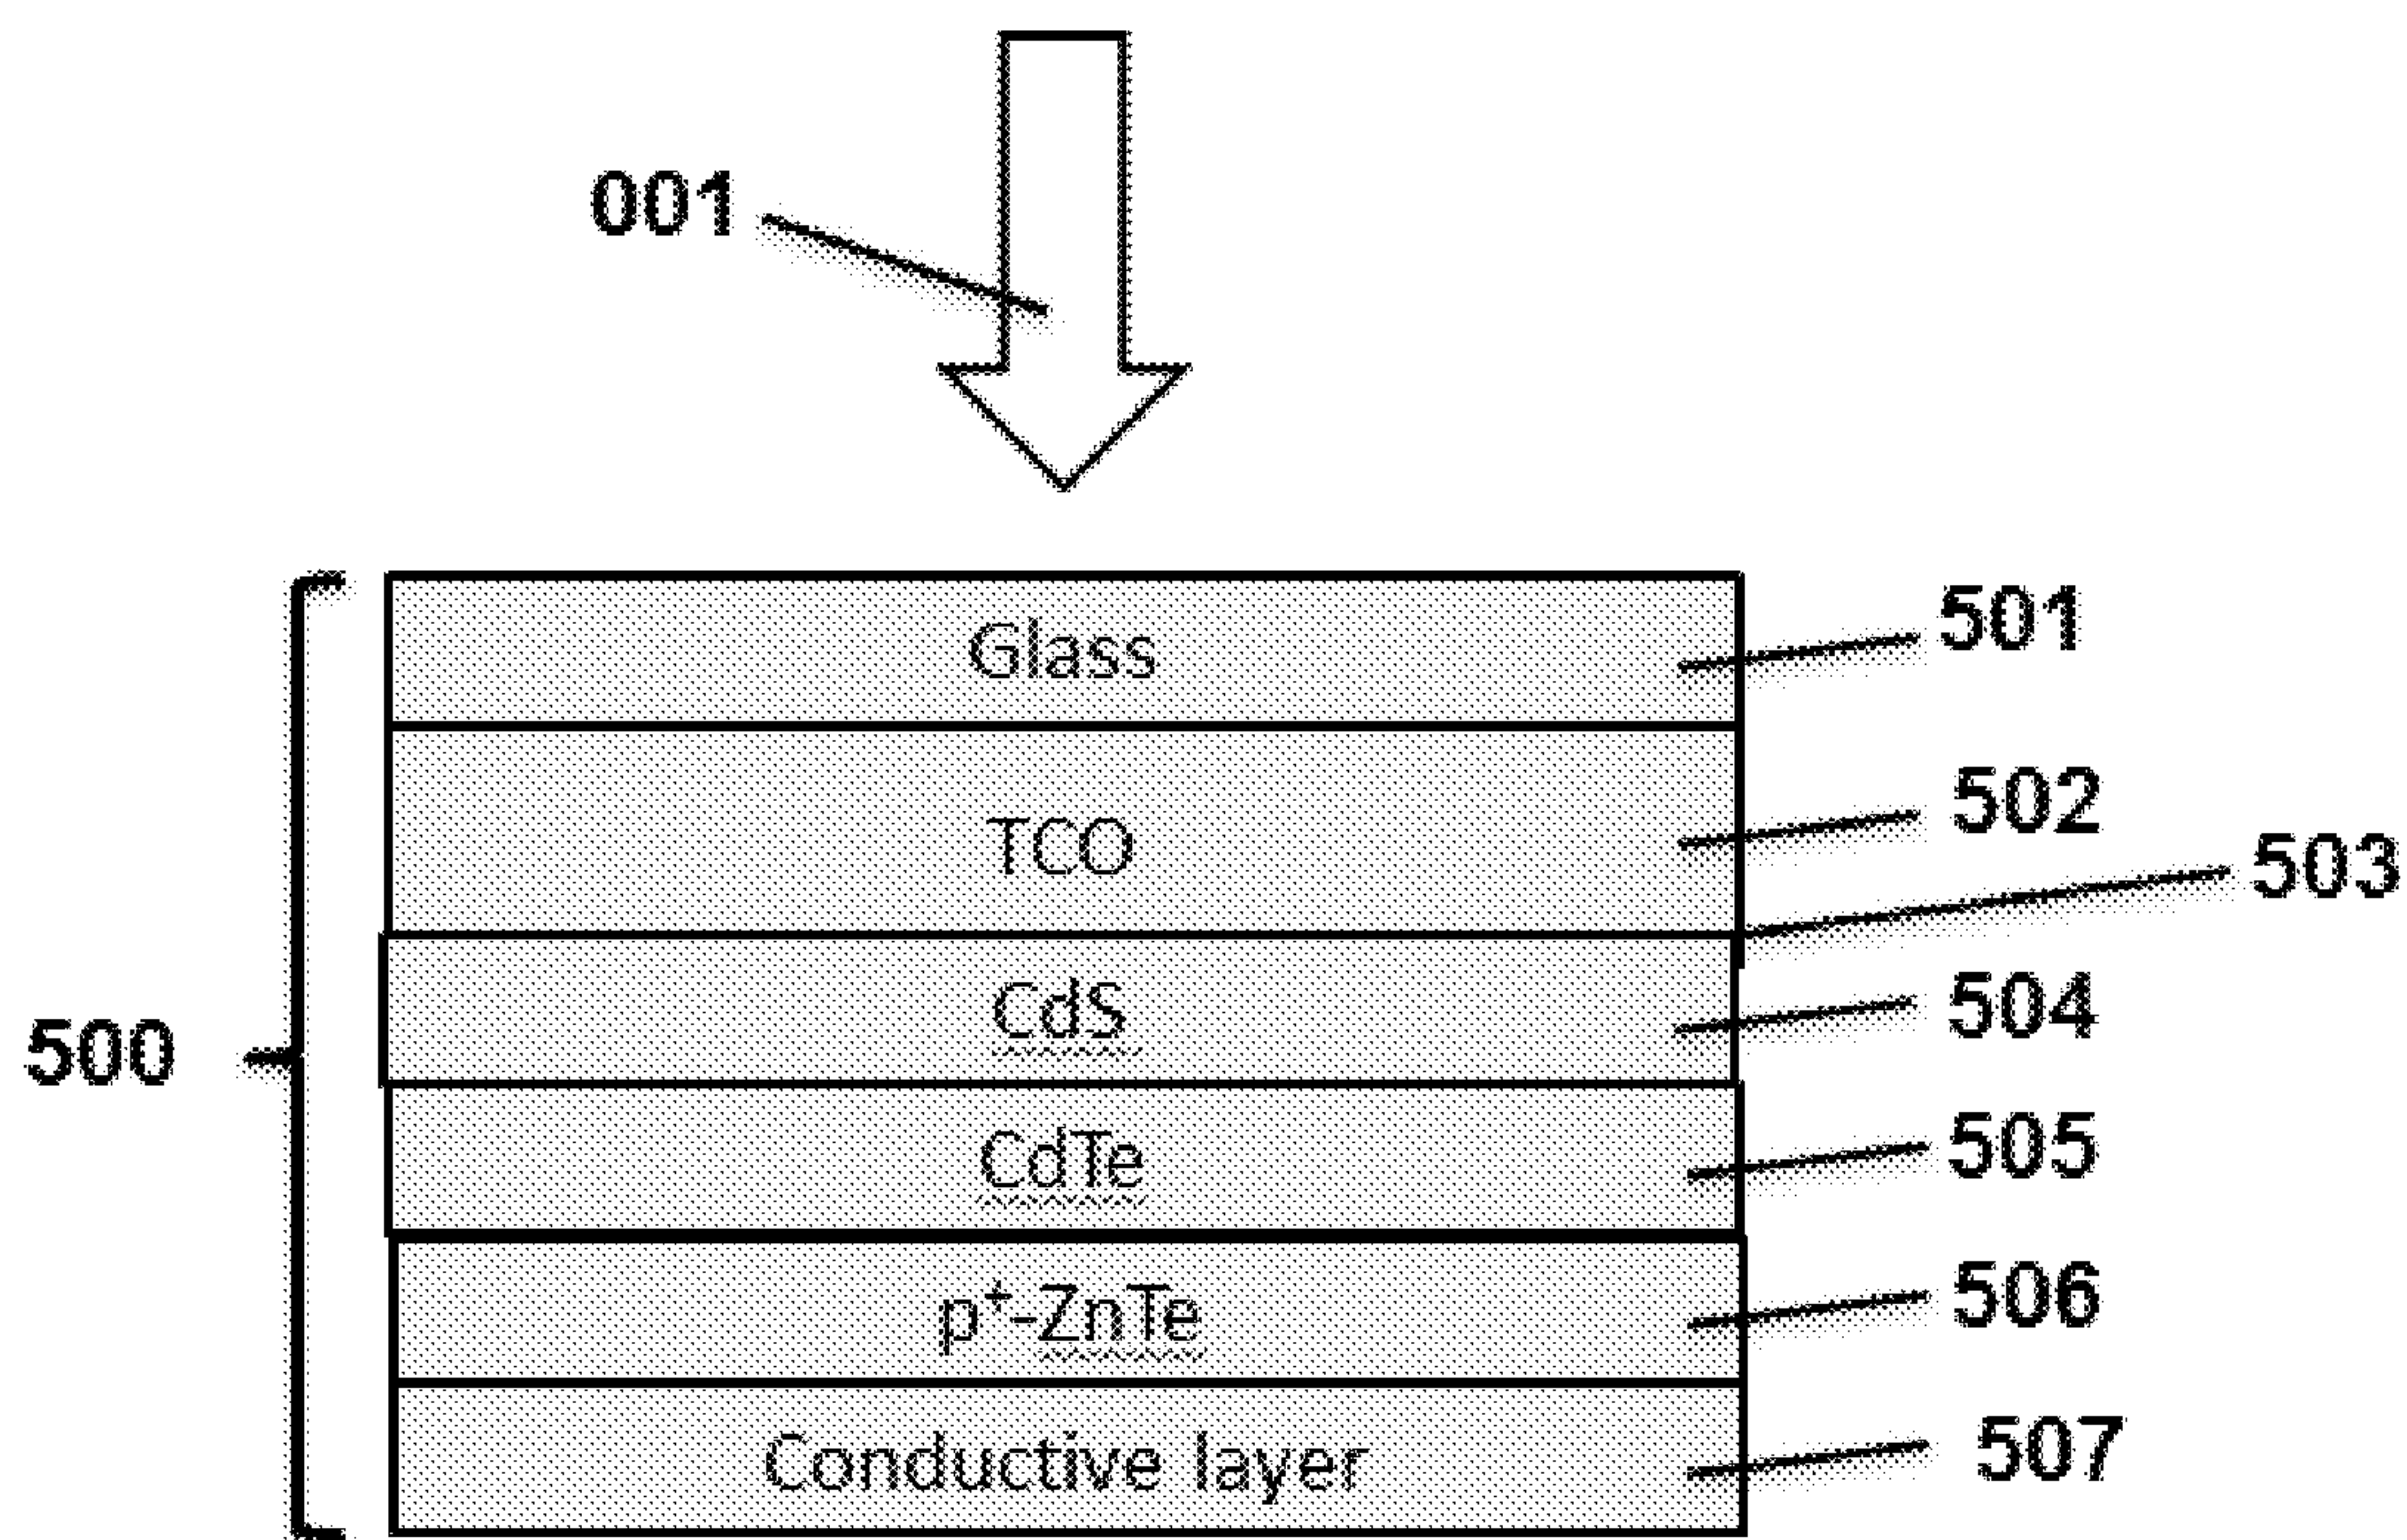 001
Glass
501
TCO
502
503
CdS
504
500
CdTe
505
p⁺-ZnTe
506
Conductive layer
507